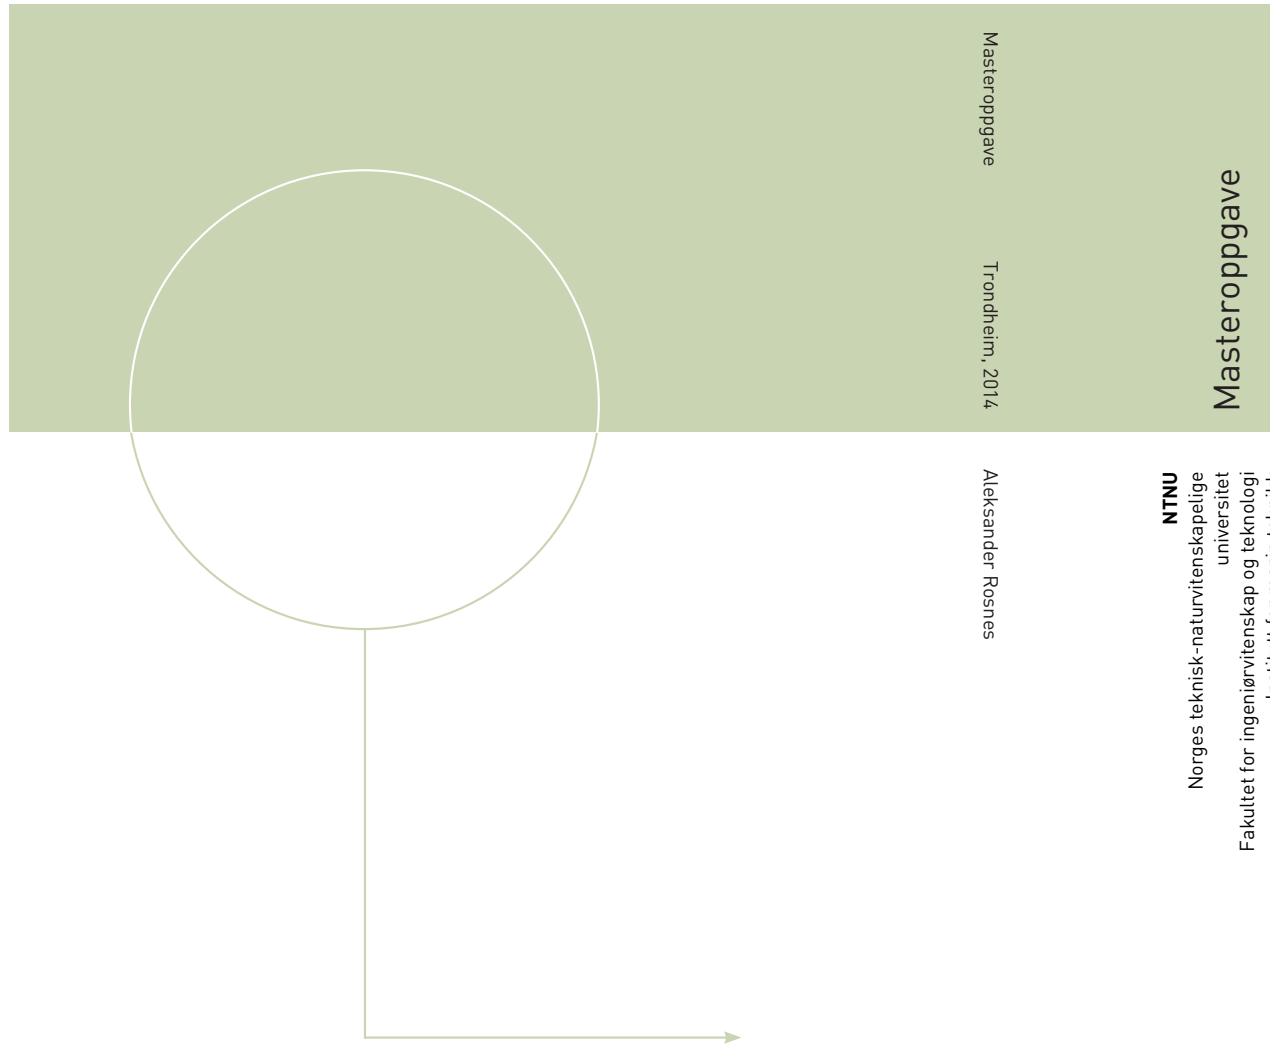 Masteroppgave
Trondheim, 2014
Aleksander Rosnes
Masteroppgave
NTNU
Norges teknisk-naturvitenskapelige
universitet
Fakultet for ingeniørvitenskap og teknologi